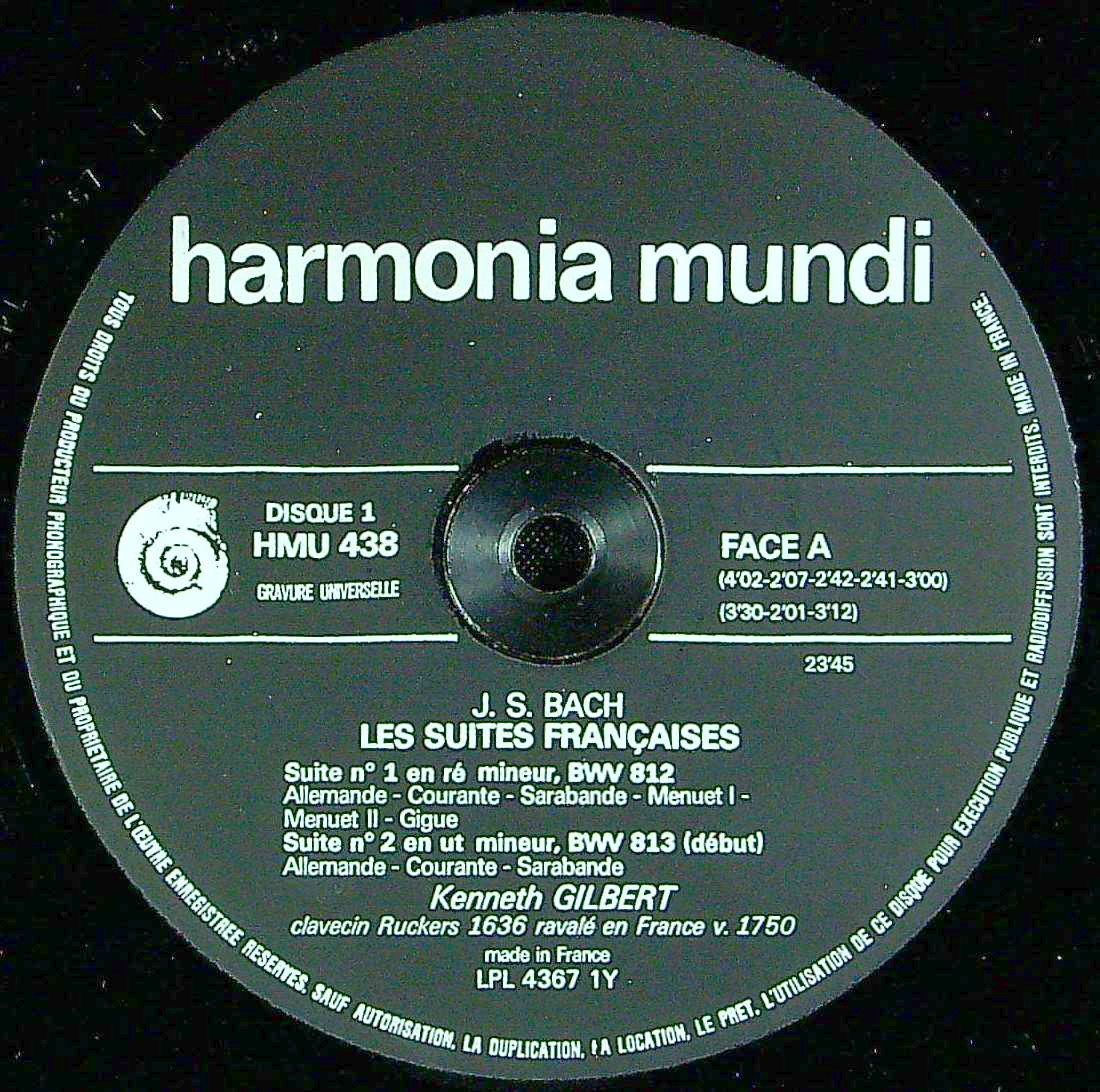 harmonia mundi
DISQUE 1
HMU 438
GRAVURE UNIVERSELLE
FACE A
(4'02-2'07-2'42-2'41-3'00)
(3'30-2'01-3'12)
23'45
J. S. BACH
LES SUITES FRANÇAISES
Suite n° 1 en ré mineur, BWV 812
Allemande - Courante - Sarabande - Menuet I -
Menuet II - Gigue
Suite n° 2 en ut mineur, BWV 813 (début)
Allemande - Courante - Sarabande
Kenneth GILBERT
clavecin Ruckers 1636 ravalé en France v. 1750
made in France
LPL 4367 1Y
TOUS DROITS DU PRODUCTEUR PHONOGRAPHIQUE ET DU PROPRIETAIRE DE L'ŒUVRE ENREGISTREE RESERVES. SAUF AUTORISATION, LA DUPLICATION, LA LOCATION, LE PRET, L'UTILISATION DE CE DISQUE POUR EXECUTION PUBLIQUE ET RADIODIFFUSION SONT INTERDITS. MADE IN FRANCE.